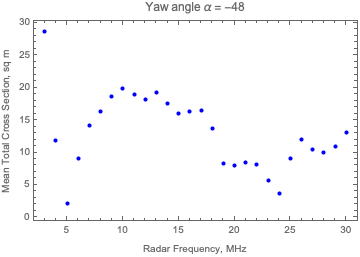 Yaw angle α = −48
Mean Total Cross Section, sq m
30
25
20
15
10
5
0
5 10 15 20 25 30
Radar Frequency, MHz